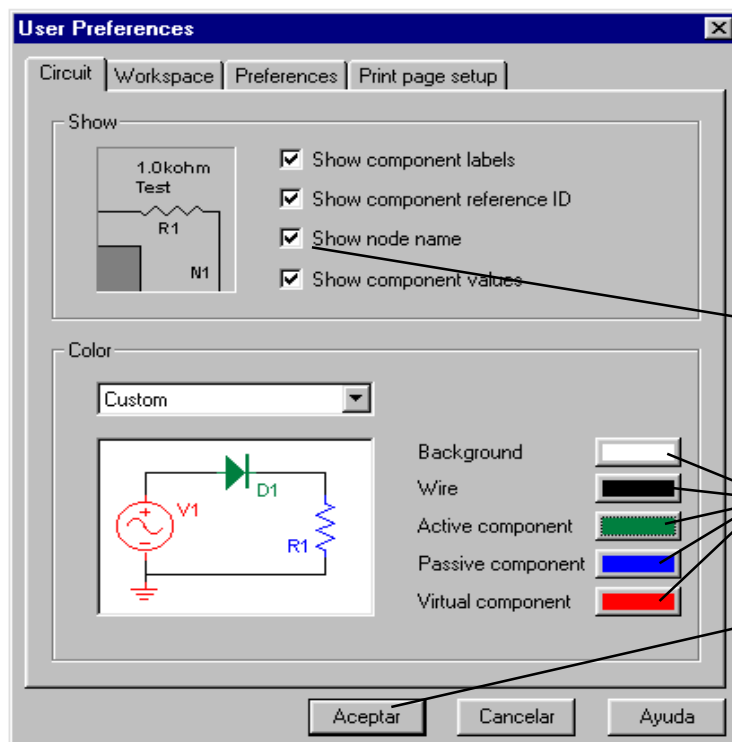 User Preferences
Circuit Workspace Preferences Print page setup
Show
1.0kohm
Test
R1
N1
Show component labels
Show component reference ID
Show node name
Show component values
Color
Custom
V1
D1
R1
Background
Wire
Active component
Passive component
Virtual component
Aceptar Cancelar Ayuda